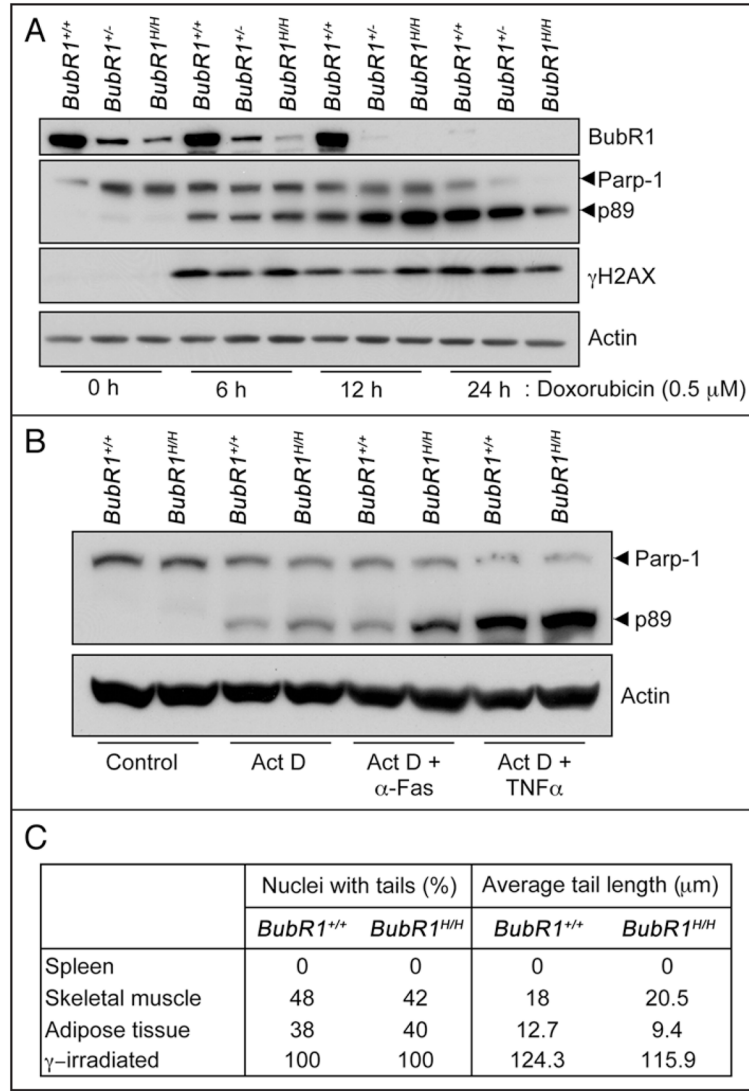 A
BubR1+/+ BubR1+/- BubR1H/H BubR1+/+ BubR1+/- BubR1H/H BubR1+/+ BubR1+/- BubR1H/H BubR1+/+ BubR1+/- BubR1H/H
BubR1
Parp-1
p89
γH2AX
Actin
0 h 6 h 12 h 24 h : Doxorubicin (0.5 μM)
B
BubR1+/+ BubR1H/H BubR1+/+ BubR1H/H BubR1+/+ BubR1H/H BubR1+/+ BubR1H/H
Parp-1
p89
Actin
Control Act D Act D + Act D +
α-Fas TNFα
C
Nuclei with tails (%) Average tail length (μm)
BubR1+/+ BubR1H/H BubR1+/+ BubR1H/H
Spleen 0 0 0 0
Skeletal muscle 48 42 18 20.5
Adipose tissue 38 40 12.7 9.4
γ–irradiated 100 100 124.3 115.9